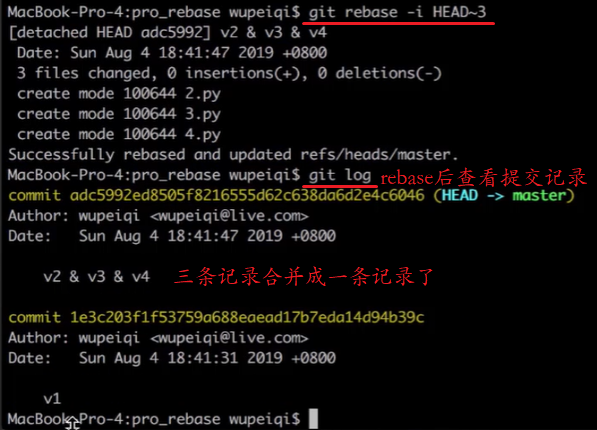 MacBook-Pro-4:pro_rebase wupeiqi$ git rebase -i HEAD~3
[detached HEAD adc5992] v2 & v3 & v4
Date: Sun Aug 4 18:41:47 2019 +0800
3 files changed, 0 insertions(+), 0 deletions(-)
create mode 100644 2.py
create mode 100644 3.py
create mode 100644 4.py
Successfully rebased and updated refs/heads/master.
MacBook-Pro-4:pro_rebase wupeiqi$ git log rebase后查看提交记录
commit adc5992ed8505f8216555d62c638da6d2e4c6046 (HEAD -> master)
Author: wupeiqi <wupeiqi@live.com>
Date: Sun Aug 4 18:41:47 2019 +0800
v2 & v3 & v4 三条记录合并成一条记录了
commit 1e3c203f1f53759a688eaead17b7eda14d94b39c
Author: wupeiqi <wupeiqi@live.com>
Date: Sun Aug 4 18:41:31 2019 +0800
v1
MacBook-Pro-4:pro_rebase wupeiqi$